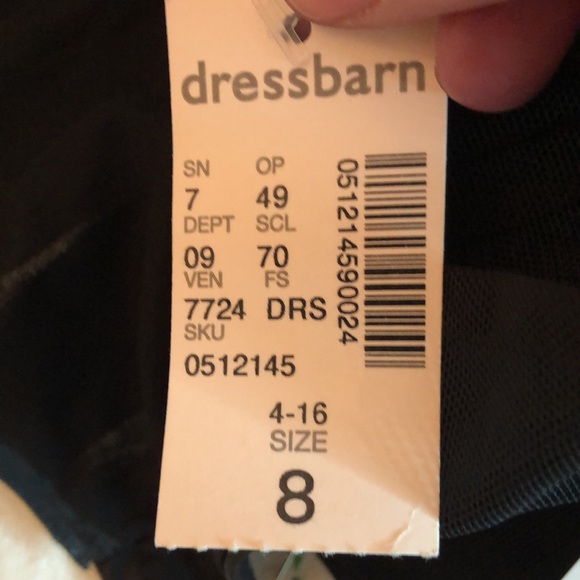 dressbarn
SN OP
7 49
DEPT SCL
09 70
VEN FS
7724 DRS
SKU
0512145
4-16
SIZE
8
051214590024